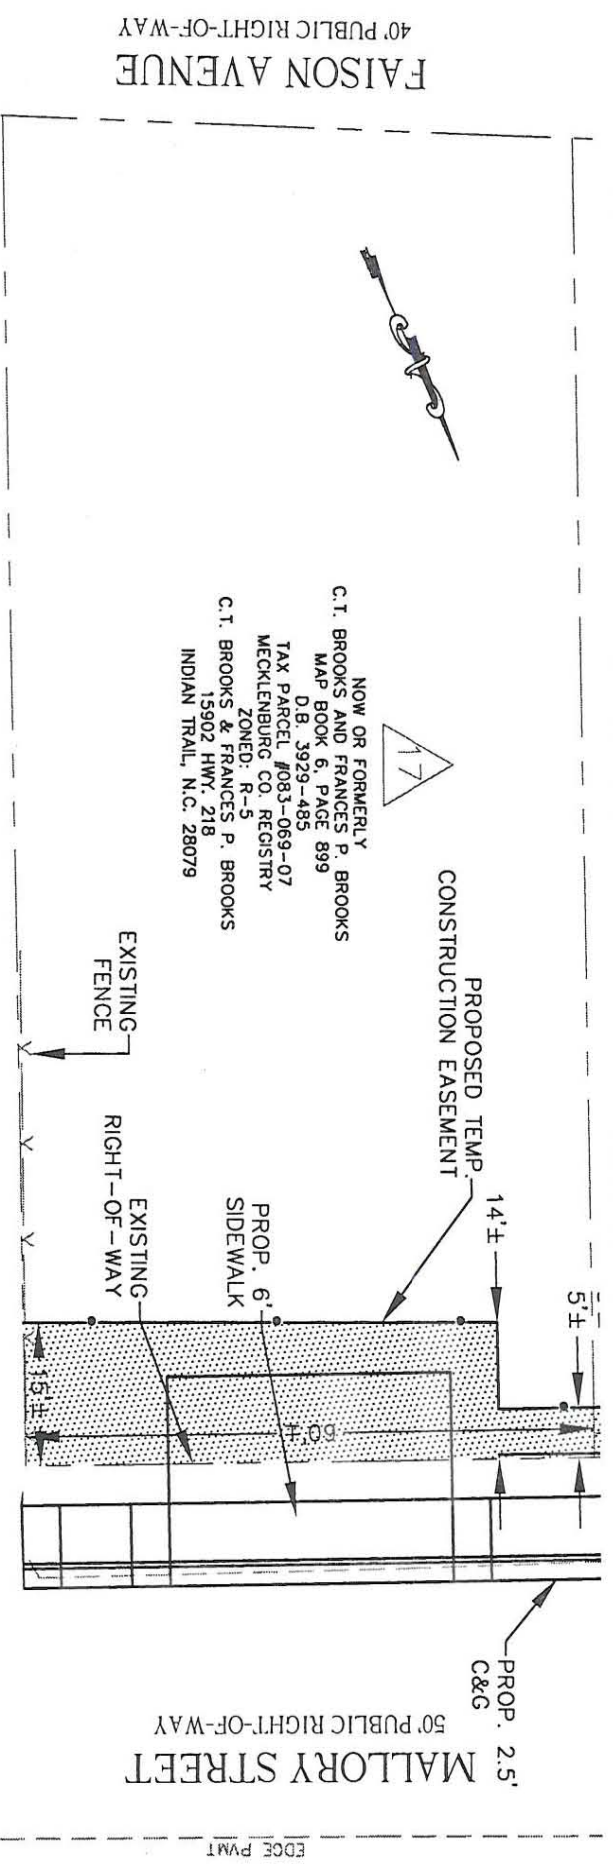 FAISON AVENUE
40' PUBLIC RIGHT-OF-WAY
17
NOW OR FORMERLY
C.T. BROOKS AND FRANCES P. BROOKS
MAP BOOK 6, PAGE 899
D.B. 3929-485
TAX PARCEL #083-069-07
MECKLENBURG CO. REGISTRY
ZONED: R-5
C.T. BROOKS & FRANCES P. BROOKS
15902 HWY. 218
INDIAN TRAIL, N.C. 28079
PROPOSED TEMP.
CONSTRUCTION EASEMENT
EXISTING
FENCE
EXISTING
RIGHT-OF-WAY
PROP. 6'
SIDEWALK
14'±
5'±
15'±
60'±
PROP. 2.5'
C&G
MALLORY STREET
50' PUBLIC RIGHT-OF-WAY
EDGE PVMT